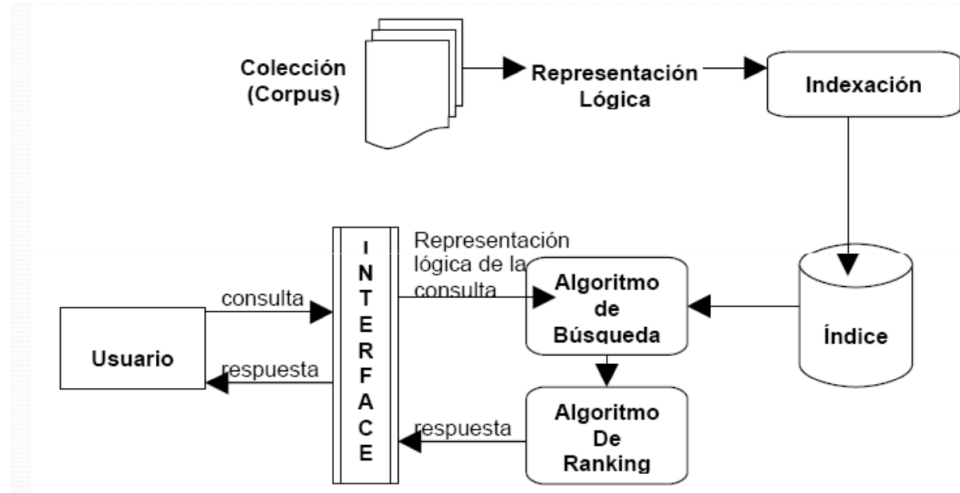 Colección
(Corpus)
Representación
Lógica
Indexación
Representación
lógica de la
consulta
INTERFACE
Algoritmo
de
Búsqueda
Índice
consulta
Usuario
respuesta
respuesta
Algoritmo
De
Ranking